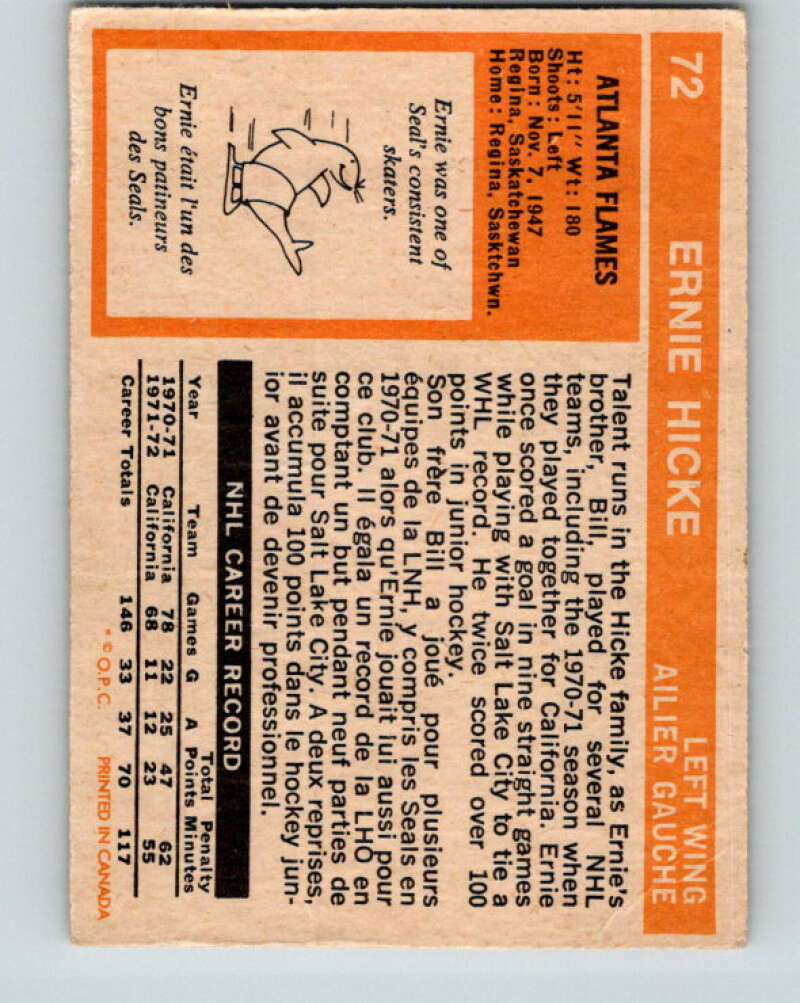 72 ERNIE HICKE LEFT WING
AILIER GAUCHE
ATLANTA FLAMES
Ht: 5'11" Wt: 180
Shoots: Left
Born: Nov. 7, 1947
Regina, Saskatchewan
Home: Regina, Sasktchwn.
Ernie was one of
Seal's consistent
skaters.
Ernie était l'un des
bons patineurs
des Seals.
Talent runs in the Hicke family, as Ernie's
brother, Bill, played for several NHL
teams, including the 1970-71 season when
they played together for California. Ernie
once scored a goal in nine straight games
while playing with Salt Lake City to tie a
WHL record. He twice scored over 100
points in junior hockey.
Son frère Bill a joué pour plusieurs
équipes de la LNH, y compris les Seals en
1970-71 alors qu'Ernie jouait lui aussi pour
ce club. Il égala un record de la LHO en
comptant un but pendant neuf parties de
suite pour Salt Lake City. A deux reprises,
il accumula 100 points dans le hockey jun-
ior avant de devenir professionnel.
NHL CAREER RECORD
Total Penalty
Year Team Games G A Points Minutes
1970-71 California 78 22 25 47 62
1971-72 California 68 11 12 23 55
Career Totals 146 33 37 70 117
* © O.P.C. PRINTED IN CANADA